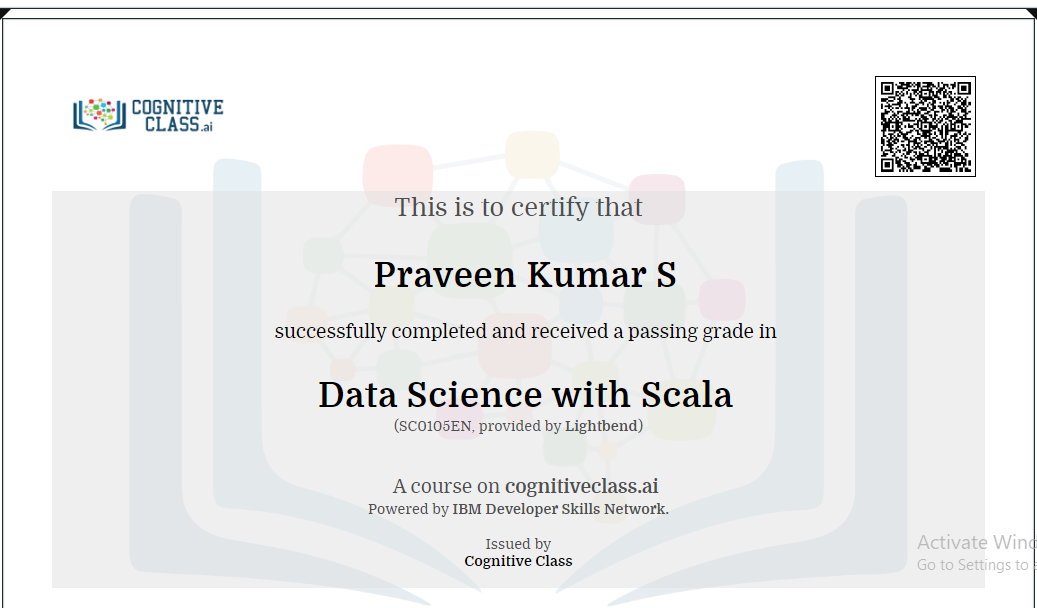 COGNITIVE
CLASS.ai
This is to certify that
Praveen Kumar S
successfully completed and received a passing grade in
Data Science with Scala
(SC0105EN, provided by Lightbend)
A course on cognitiveclass.ai
Powered by IBM Developer Skills Network.
Issued by
Cognitive Class
Activate Wind
Go to Settings to